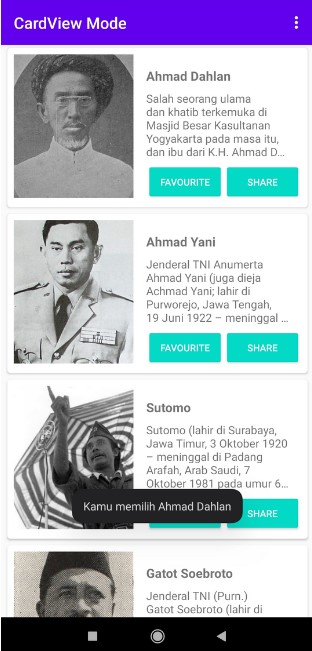 CardView Mode
Ahmad Dahlan
Salah seorang ulama
dan khatib terkemuka di
Masjid Besar Kasultanan
Yogyakarta pada masa itu,
dan ibu dari K.H. Ahmad D...
FAVOURITE
SHARE
Ahmad Yani
Jenderal TNI Anumerta
Ahmad Yani (juga dieja
Achmad Yani; lahir di
Purworejo, Jawa Tengah,
19 Juni 1922 – meninggal ...
FAVOURITE
SHARE
Sutomo
Sutomo (lahir di Surabaya,
Jawa Timur, 3 Oktober 1920
– meninggal di Padang
Arafah, Arab Saudi, 7
Oktober 1981 pada umur 6...
Kamu memilih Ahmad Dahlan
SHARE
Gatot Soebroto
Jenderal TNI (Purn.)
Gatot Soebroto (lahir di